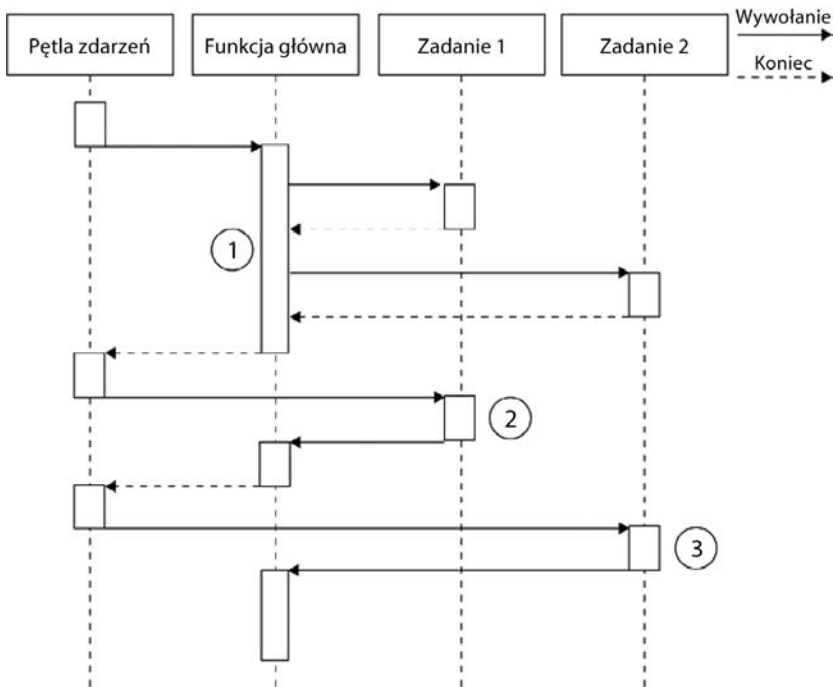 Pętla zdarzeń
Funkcja główna
Zadanie 1
Zadanie 2
Wywołanie
Koniec
1
2
3